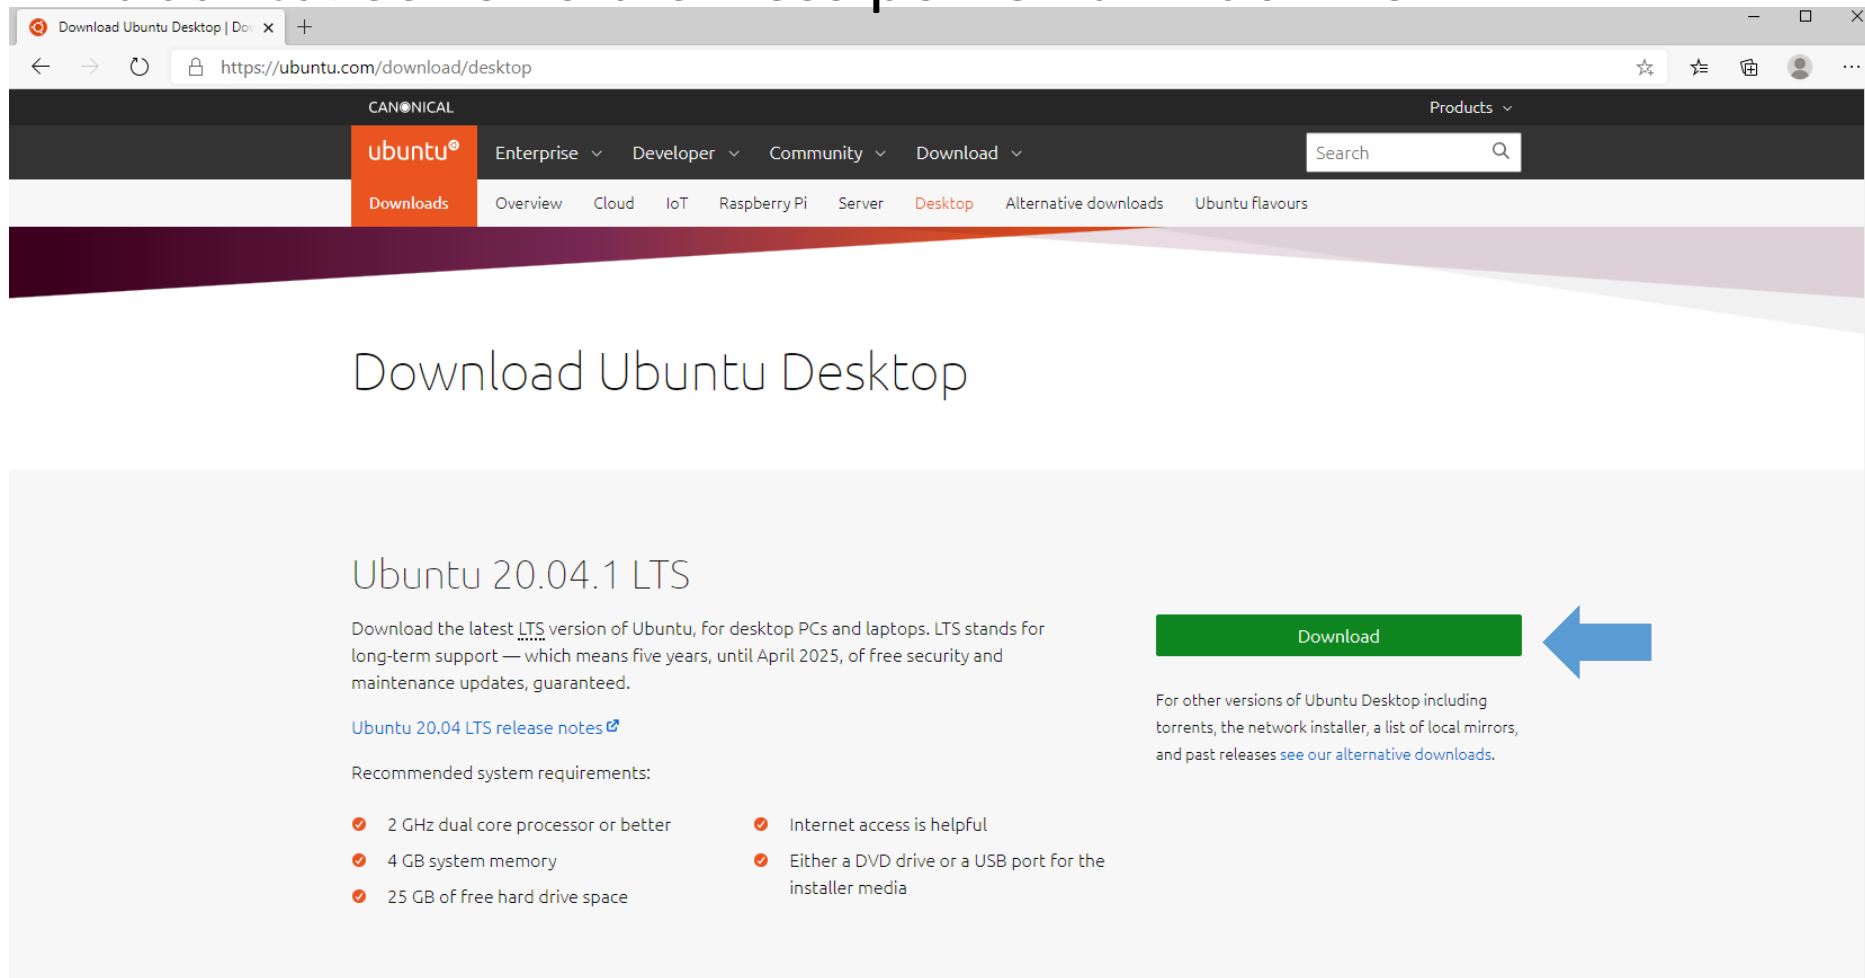 Download Ubuntu Desktop | Do
https://ubuntu.com/download/desktop
CANONICAL
Products
ubuntu
Enterprise
Developer
Community
Download
Search
Downloads
Overview
Cloud
IoT
Raspberry Pi
Server
Desktop
Alternative downloads
Ubuntu flavours
Download Ubuntu Desktop
Ubuntu 20.04.1 LTS
Download the latest LTS version of Ubuntu, for desktop PCs and laptops. LTS stands for
long-term support — which means five years, until April 2025, of free security and
maintenance updates, guaranteed.
Ubuntu 20.04 LTS release notes
Recommended system requirements:
2 GHz dual core processor or better
4 GB system memory
25 GB of free hard drive space
Internet access is helpful
Either a DVD drive or a USB port for the
installer media
Download
For other versions of Ubuntu Desktop including
torrents, the network installer, a list of local mirrors,
and past releases see our alternative downloads.